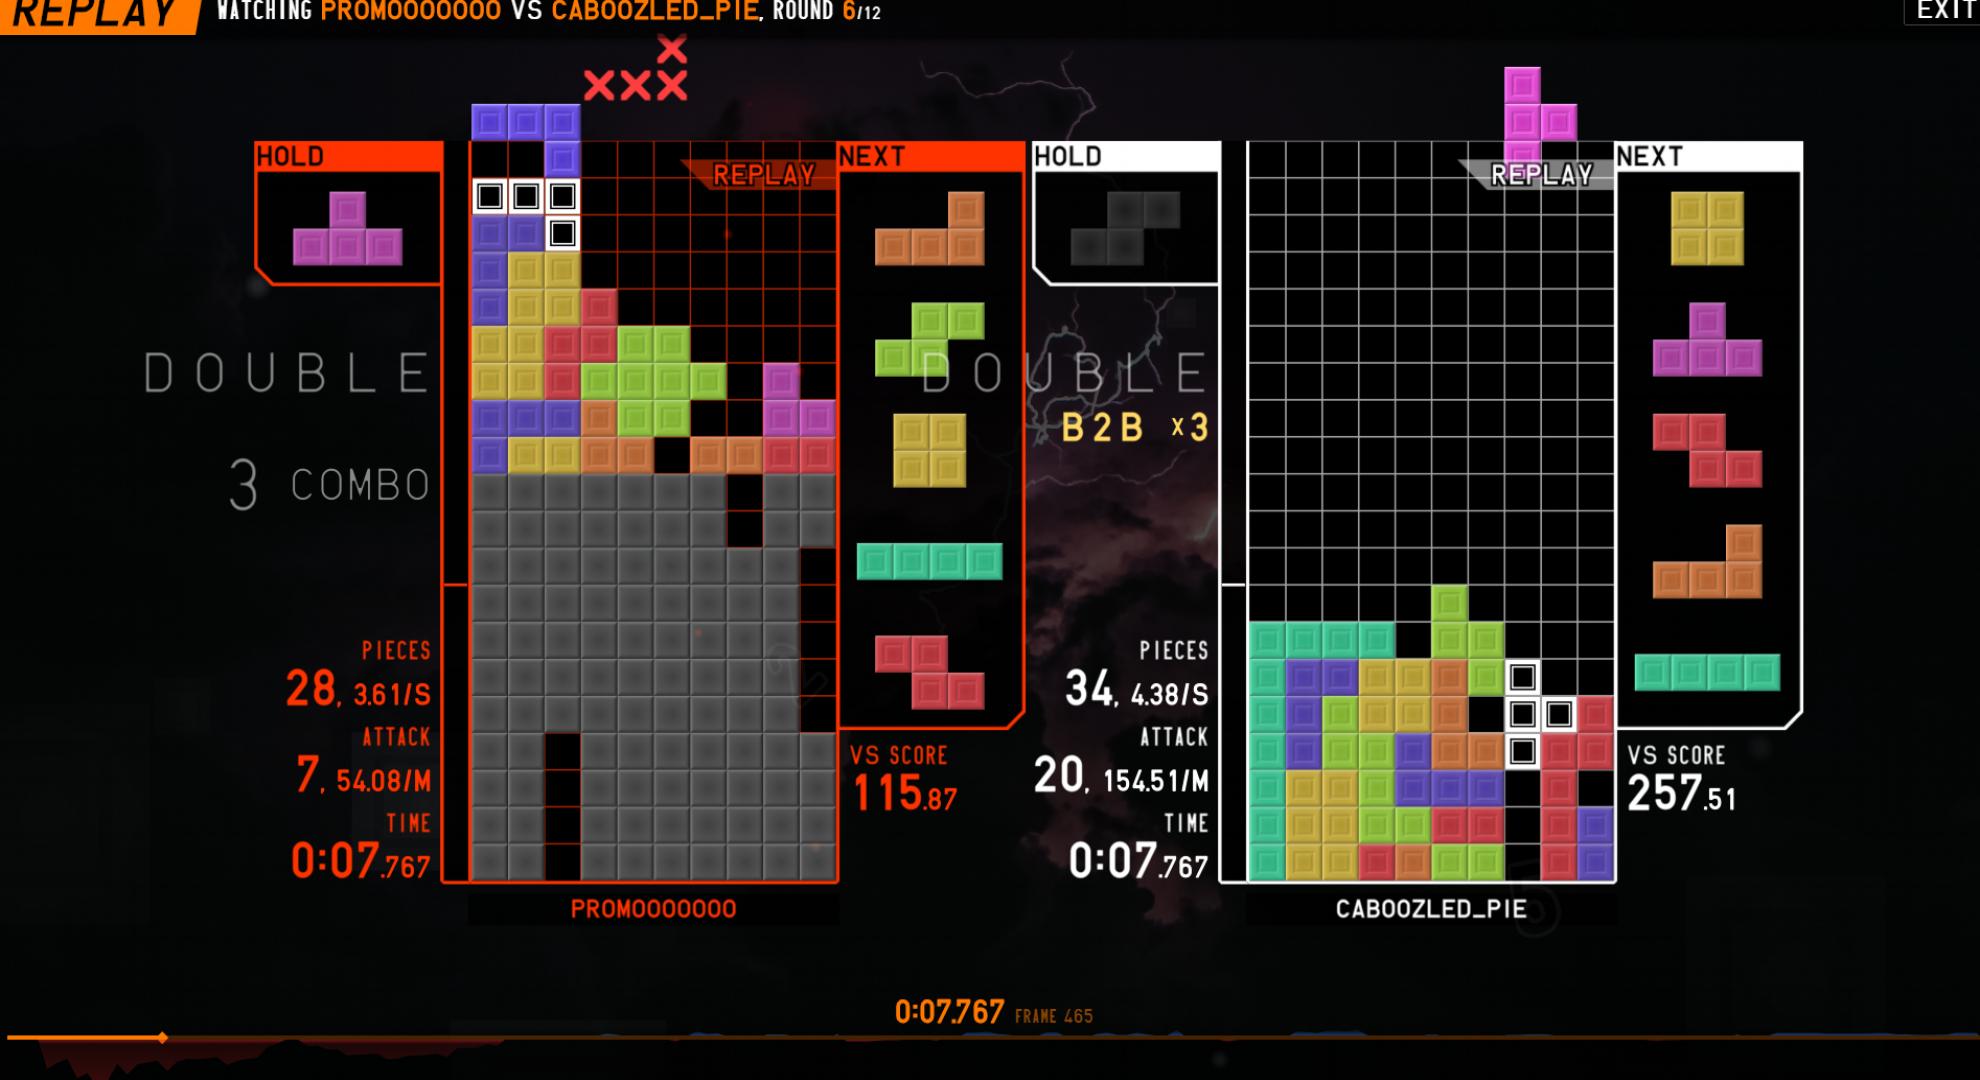 REPLAY
WATCHING PROMOOOOOOO VS CABOOZLED_PIE, ROUND 6/12
EXIT
HOLD
REPLAY
NEXT
DOUBLE
3 COMBO
PIECES
28, 3.61/S
ATTACK
7, 54.08/M
TIME
0:07.767
VS SCORE
115.87
PROMOOOOOOO
HOLD
REPLAY
NEXT
DOUBLE
B2B x3
PIECES
34, 4.38/S
ATTACK
20, 154.51/M
TIME
0:07.767
VS SCORE
257.51
CABOOZLED_PIE
0:07.767 FRAME 465